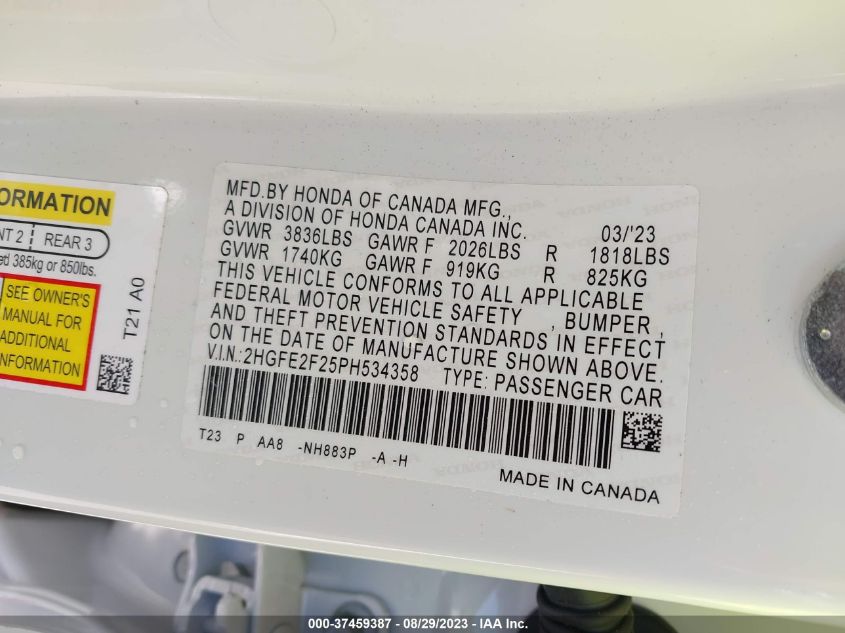 ORMATION
NT 2 REAR 3
ed 385kg or 850lbs.
SEE OWNER'S
MANUAL FOR
ADDITIONAL
NFORMATION
T21 A0
MFD.BY HONDA OF CANADA MFG.,
A DIVISION OF HONDA CANADA INC. 03/'23
GVWR 3836LBS GAWR F 2026LBS R 1818LBS
GVWR 1740KG GAWR F 919KG R 825KG
THIS VEHICLE CONFORMS TO ALL APPLICABLE
FEDERAL MOTOR VEHICLE SAFETY , BUMPER ,
AND THEFT PREVENTION STANDARDS IN EFFECT
ON THE DATE OF MANUFACTURE SHOWN ABOVE.
V.I.N.:2HGFE2F25PH534358 TYPE: PASSENGER CAR
T23 P AA8 -NH883P -A -H
MADE IN CANADA
000-37459387 - 08/29/2023 - IAA Inc.